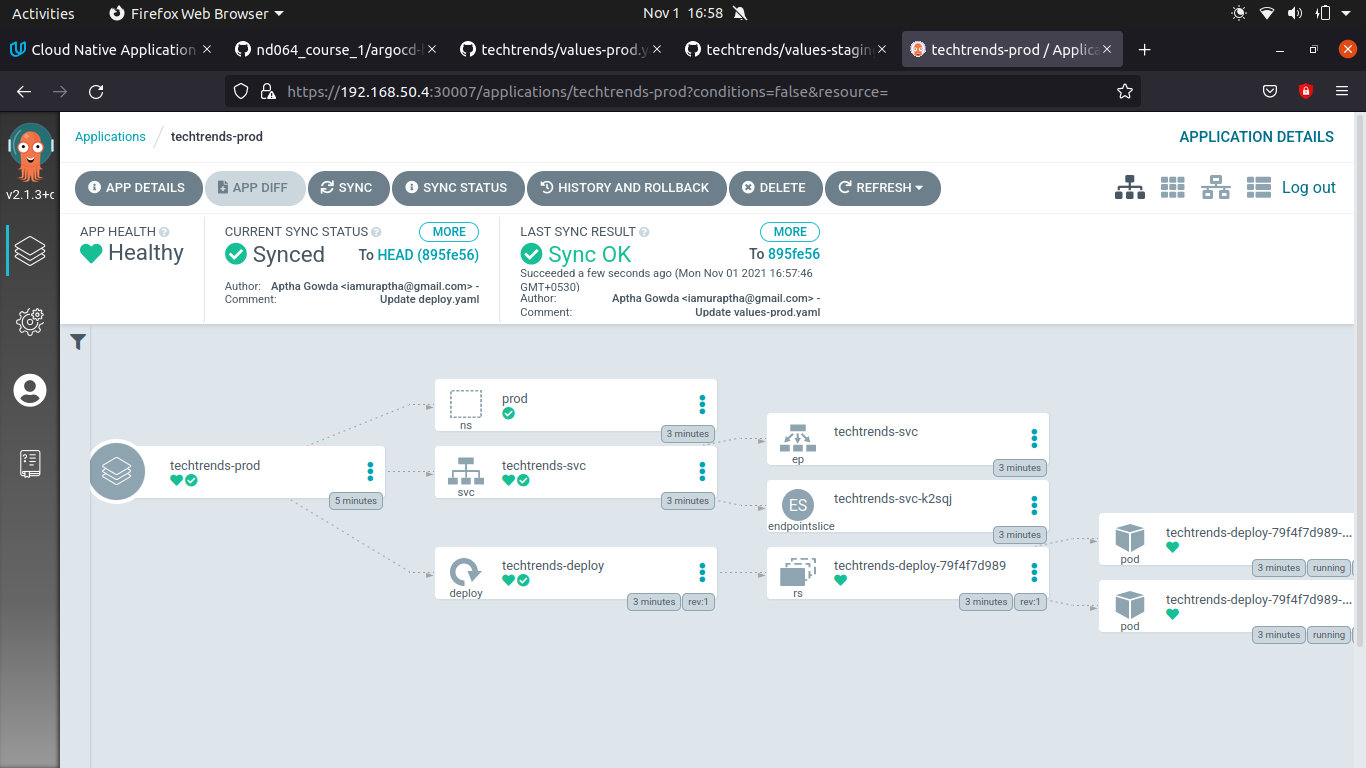 Activities
Firefox Web Browser
Nov 1 16:58
Cloud Native Application
nd064_course_1/argocd-
techtrends/values-prod.y
techtrends/values-staging
techtrends-prod / Applica
https://192.168.50.4:30007/applications/techtrends-prod?conditions=false&resource=
v2.1.3+
Applications
techtrends-prod
APPLICATION DETAILS
APP DETAILS
APP DIFF
SYNC
SYNC STATUS
HISTORY AND ROLLBACK
DELETE
REFRESH
Log out
APP HEALTH
Healthy
CURRENT SYNC STATUS
MORE
Synced
To HEAD (895fe56)
Author: Aptha Gowda <iamuraptha@gmail.com> -
Comment: Update deploy.yaml
LAST SYNC RESULT
MORE
Sync OK
To 895fe56
Succeeded a few seconds ago (Mon Nov 01 2021 16:57:46
GMT+0530)
Author: Aptha Gowda <iamuraptha@gmail.com> -
Comment: Update values-prod.yaml
techtrends-prod
5 minutes
prod
ns
3 minutes
techtrends-svc
svc
3 minutes
techtrends-deploy
deploy
3 minutes
rev:1
techtrends-svc
ep
3 minutes
ES
techtrends-svc-k2sqj
endpointslice
3 minutes
techtrends-deploy-79f4f7d989
rs
3 minutes
rev:1
techtrends-deploy-79f4f7d989-...
pod
3 minutes
running
techtrends-deploy-79f4f7d989-...
pod
3 minutes
running